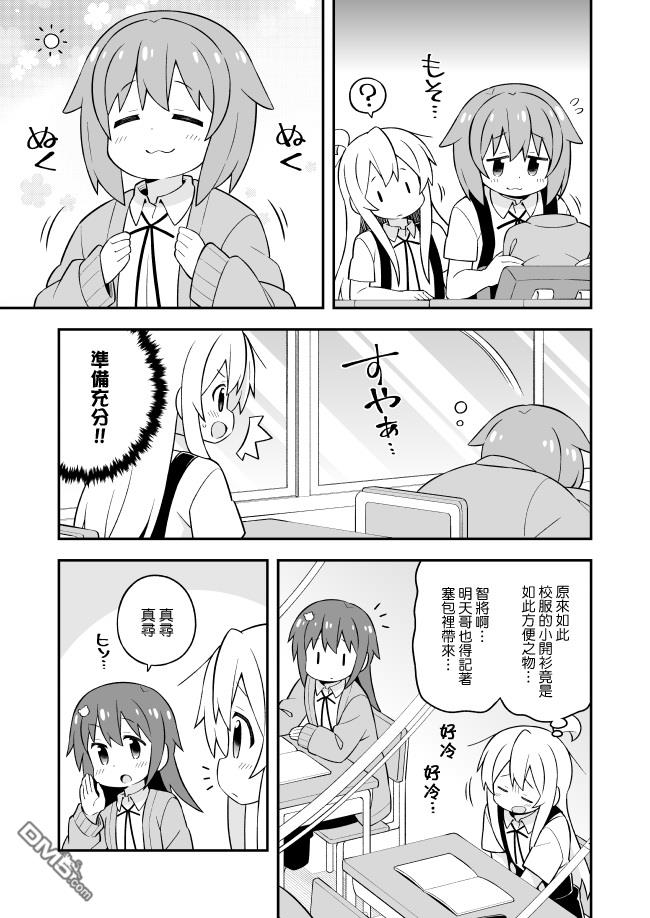 もそ…
?
ぬく
ぬく
すやぁ…
準備充分!!
原來如此
校服的小開衫竟是
如此方便之物…
智將啊…
明天哥也得記著
塞包裡帶來…
好冷
好冷…
真尋
真尋
ヒソ…
DM5.com